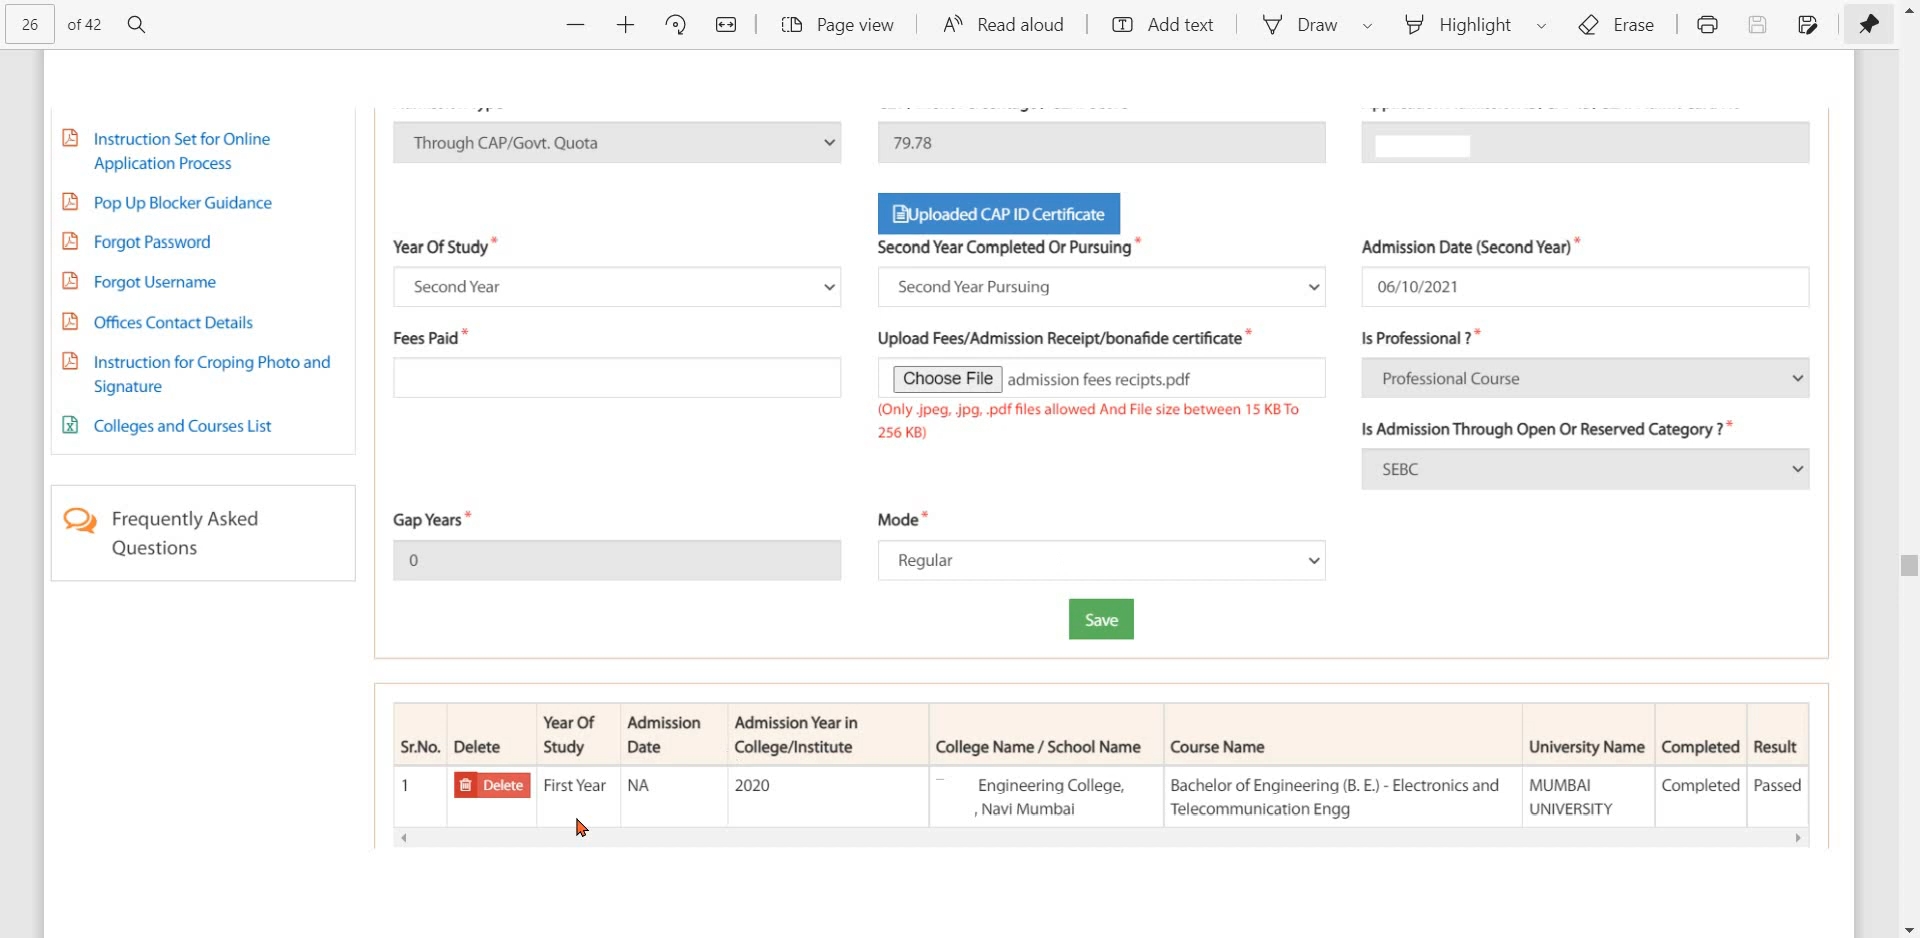 26 of 42 Page view Read aloud Add text Draw Highlight Erase
Through CAP/Govt. Quota 79.78
Instruction Set for Online
Application Process
Pop Up Blocker Guidance
Forgot Password
Forgot Username
Offices Contact Details
Instruction for Croping Photo and
Signature
Colleges and Courses List
Frequently Asked
Questions
Uploaded CAP ID Certificate
Year Of Study* Second Year Completed Or Pursuing* Admission Date (Second Year)*
Second Year Second Year Pursuing 06/10/2021
Fees Paid* Upload Fees/Admission Receipt/bonafide certificate* Is Professional ?*
Choose File admission fees recipts.pdf Professional Course
(Only .jpeg, .jpg, .pdf files allowed And File size between 15 KB To
256 KB)
Is Admission Through Open Or Reserved Category ?*
SEBC
Gap Years* Mode*
0 Regular
Save
Sr.No. Delete Year Of Study Admission Date Admission Year in College/Institute College Name / School Name Course Name University Name Completed Result
1 Delete First Year NA 2020 Engineering College, Bachelor of Engineering (B. E.) - Electronics and MUMBAI Completed Passed
, Navi Mumbai Telecommunication Engg UNIVERSITY